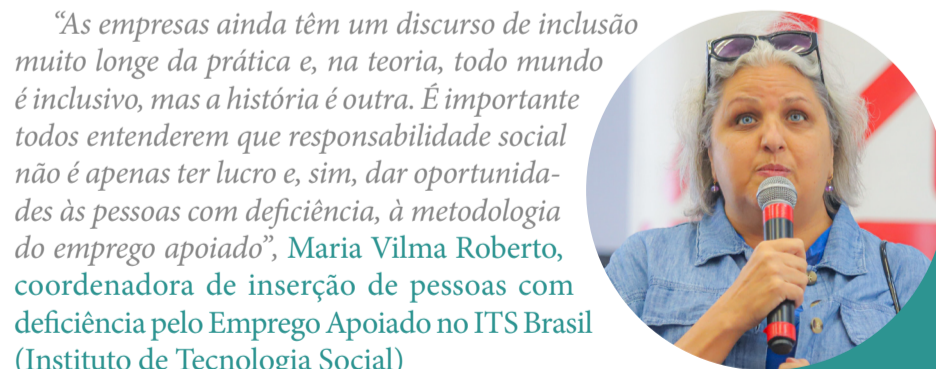 “As empresas ainda têm um discurso de inclusão
muito longe da prática e, na teoria, todo mundo
é inclusivo, mas a história é outra. É importante
todos entenderem que responsabilidade social
não é apenas ter lucro e, sim, dar oportunida-
des às pessoas com deficiência, à metodologia
do emprego apoiado”, Maria Vilma Roberto,
coordenadora de inserção de pessoas com
deficiência pelo Emprego Apoiado no ITS Brasil
(Instituto de Tecnologia Social)